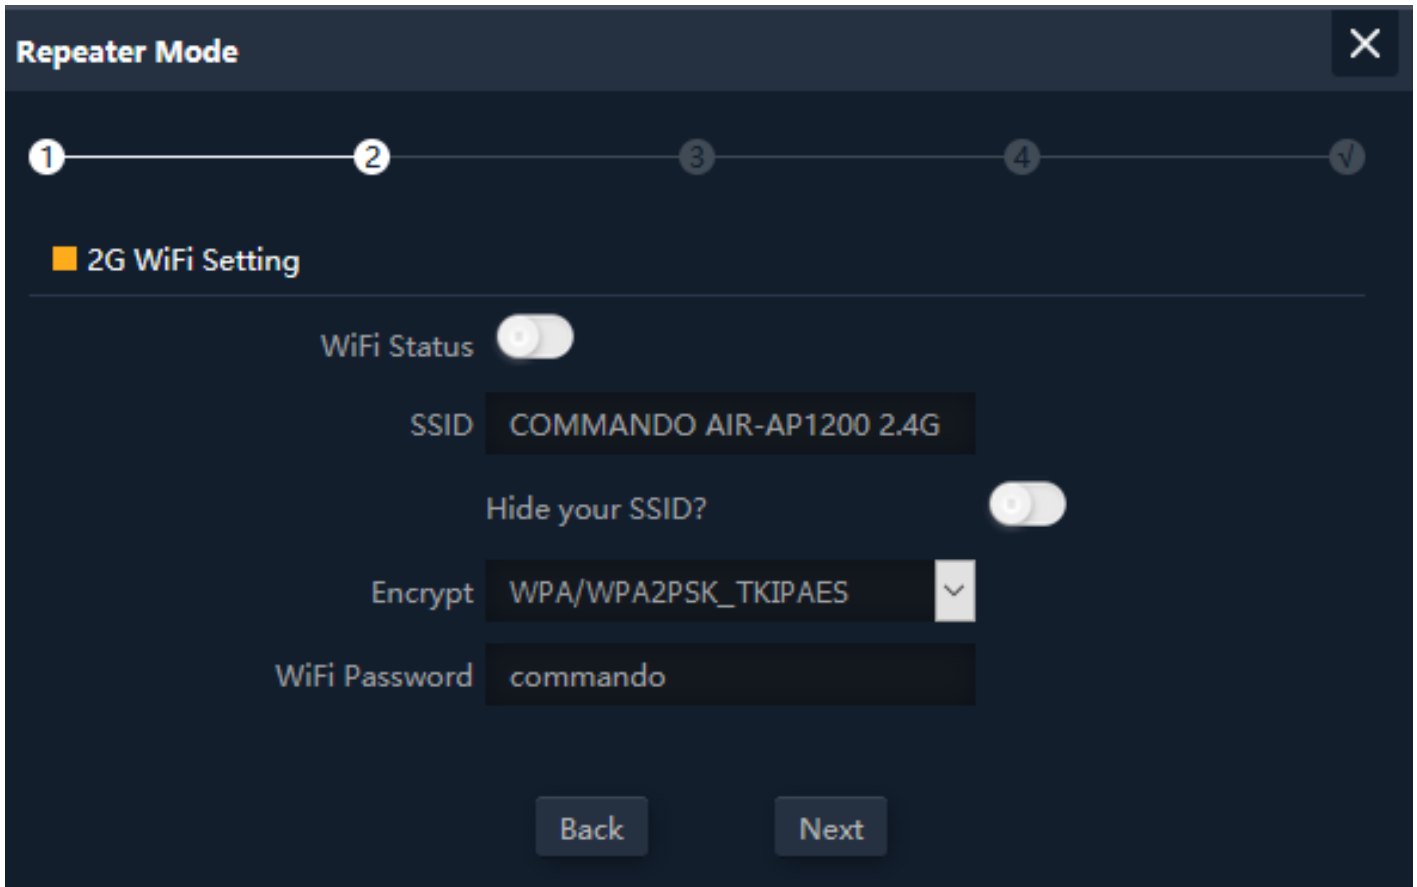 Repeater Mode
1 2 3 4 √
2G WiFi Setting
WiFi Status
SSID COMMANDO AIR-AP1200 2.4G
Hide your SSID?
Encrypt WPA/WPA2PSK_TKIPAES
WiFi Password commando
Back Next